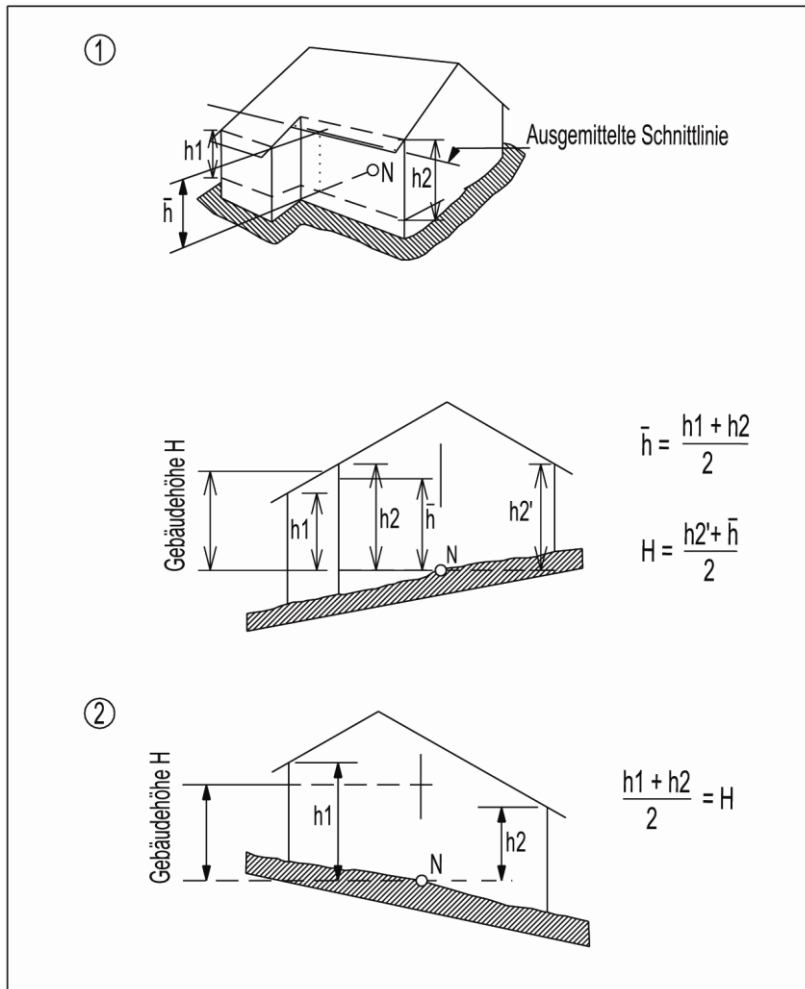 ①
h1
h̄
N
h2
Ausgemittelte Schnittlinie
Gebäudehöhe H
h1
h2
h̄
N
h2'
h̄ = (h1 + h2) / 2
H = (h2' + h̄) / 2
②
Gebäudehöhe H
h1
N
h2
(h1 + h2) / 2 = H